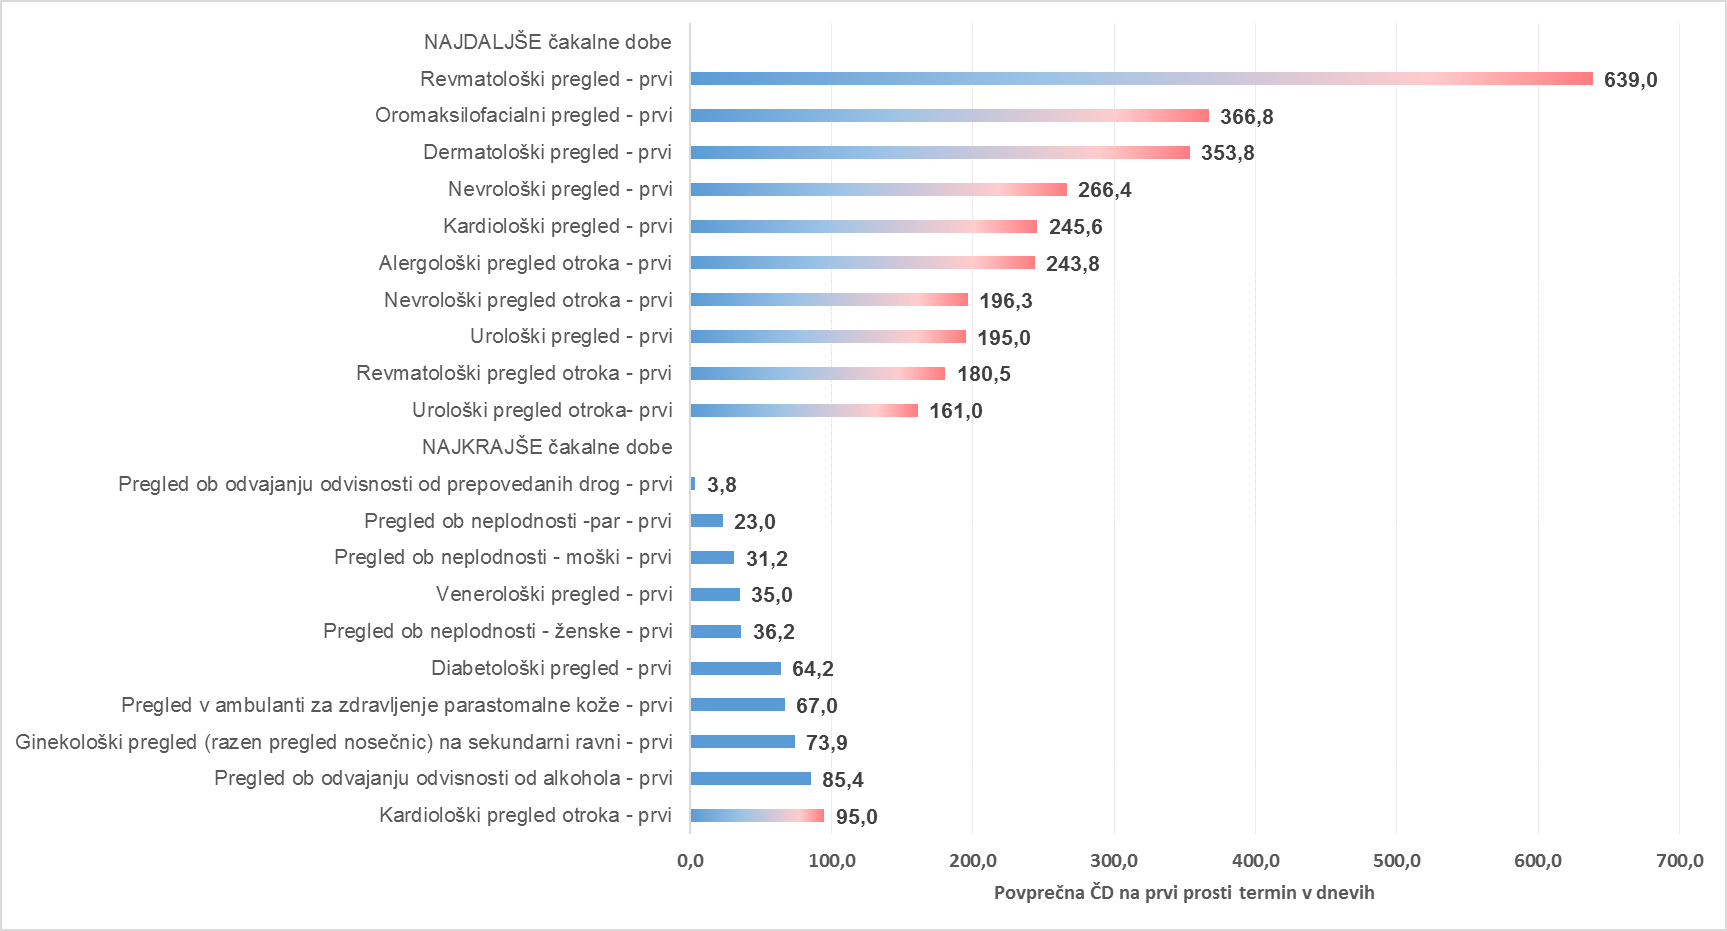 NAJDALJŠE čakalne dobe
Revmatološki pregled - prvi 639,0
Oromaksilofacialni pregled - prvi 366,8
Dermatološki pregled - prvi 353,8
Nevrološki pregled - prvi 266,4
Kardiološki pregled - prvi 245,6
Alergološki pregled otroka - prvi 243,8
Nevrološki pregled otroka - prvi 196,3
Urološki pregled - prvi 195,0
Revmatološki pregled otroka - prvi 180,5
Urološki pregled otroka- prvi 161,0
NAJKRAJŠE čakalne dobe
Pregled ob odvajanju odvisnosti od prepovedanih drog - prvi 3,8
Pregled ob neplodnosti -par - prvi 23,0
Pregled ob neplodnosti - moški - prvi 31,2
Venerološki pregled - prvi 35,0
Pregled ob neplodnosti - ženske - prvi 36,2
Diabetološki pregled - prvi 64,2
Pregled v ambulanti za zdravljenje parastomalne kože - prvi 67,0
Ginekološki pregled (razen pregled nosečnic) na sekundarni ravni - prvi 73,9
Pregled ob odvajanju odvisnosti od alkohola - prvi 85,4
Kardiološki pregled otroka - prvi 95,0
0,0 100,0 200,0 300,0 400,0 500,0 600,0 700,0
Povprečna ČD na prvi prosti termin v dnevih